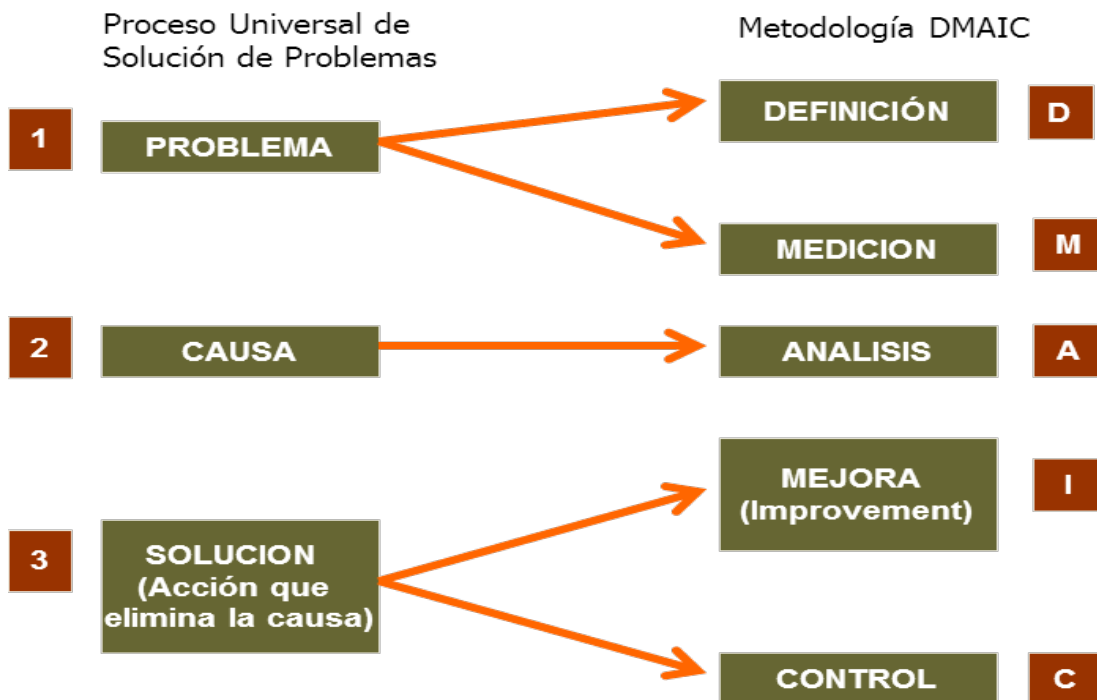 Proceso Universal de
Solución de Problemas
Metodología DMAIC
1
PROBLEMA
DEFINICIÓN
D
MEDICION
M
2
CAUSA
ANALISIS
A
3
SOLUCION
(Acción que
elimina la causa)
MEJORA
(Improvement)
I
CONTROL
C